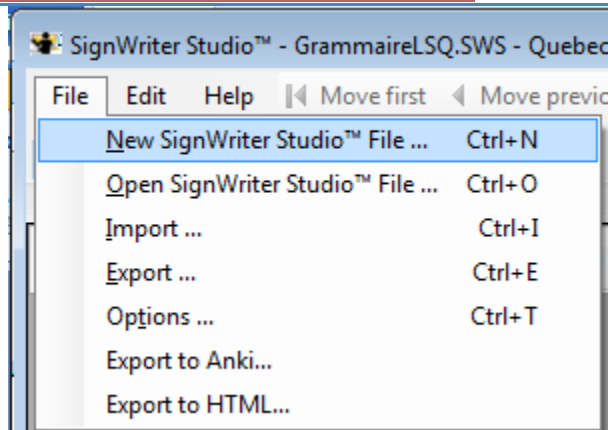 SignWriter Studio™ - GrammaireLSQ.SWS - Quebec
File Edit Help Move first Move previo
New SignWriter Studio™ File ... Ctrl+N
Open SignWriter Studio™ File ... Ctrl+O
Import ... Ctrl+I
Export ... Ctrl+E
Options ... Ctrl+T
Export to Anki...
Export to HTML...